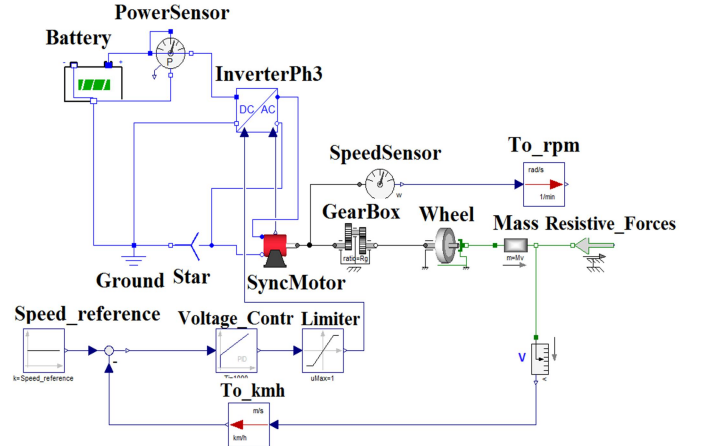 PowerSensor
Battery
- +
P
InverterPh3
DC AC
SpeedSensor
To_rpm
rad/s
w
1/min
GearBox
Wheel
Mass Resistive_Forces
ratio=Rg
m=Mv
Ground
Star
SyncMotor
Speed_reference
Voltage_Contr
Limiter
PID
-
k=Speed_reference
uMax=1
V
To_kmh
m/s
km/h